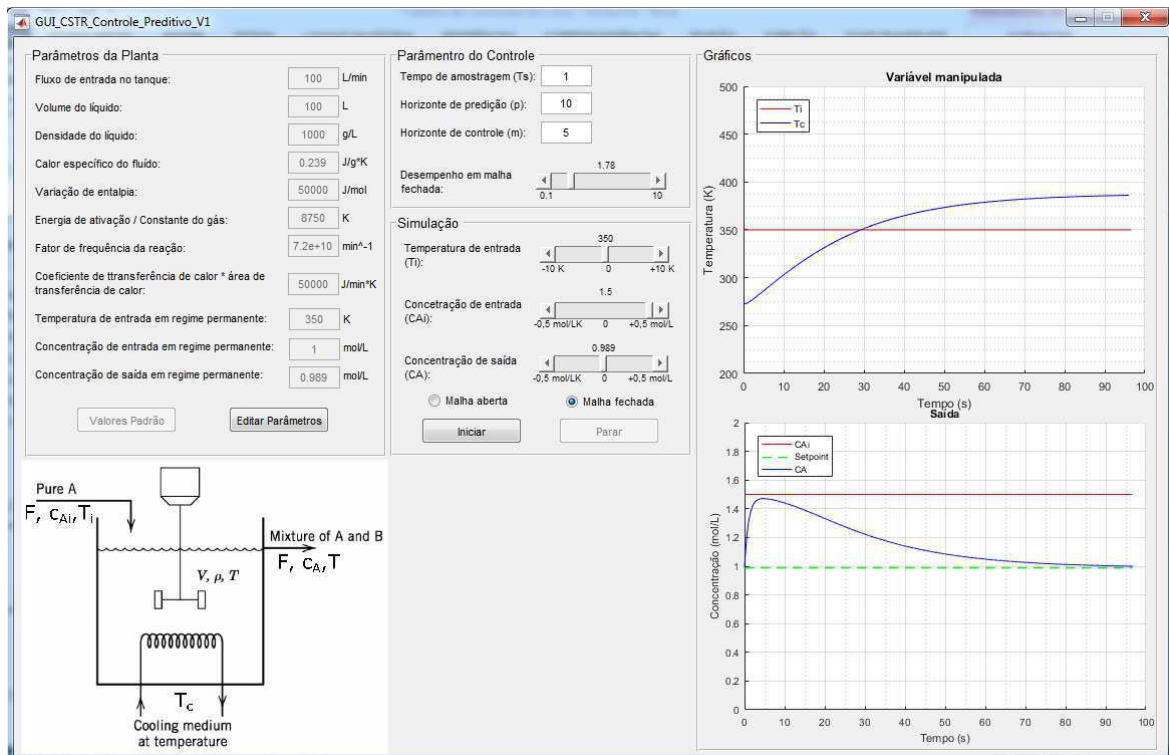 GUI_CSTR_Controle_Preditivo_V1
Parâmetros da Planta
Fluxo de entrada no tanque: 100 L/min
Volume do líquido: 100 L
Densidade do líquido: 1000 g/L
Calor específico do fluído: 0.239 J/g*K
Variação de entalpia: 50000 J/mol
Energia de ativação / Constante do gás: 8750 K
Fator de frequência da reação: 7.2e+10 min^-1
Coeficiente de ttransferência de calor * área de
transferência de calor: 50000 J/min*K
Temperatura de entrada em regime permanente: 350 K
Concentração de entrada em regime permanente: 1 mol/L
Concentração de saída em regime permanente: 0.989 mol/L
Valores Padrão
Editar Parâmetros
Parâmentro do Controle
Tempo de amostragem (Ts): 1
Horizonte de predição (p): 10
Horizonte de controle (m): 5
1.78
Desempenho em malha
fechada:
0.1 10
Simulação
350
Temperatura de entrada
(Ti):
-10 K 0 +10 K
1.5
Concetração de entrada
(CAi):
-0,5 mol/LK 0 +0,5 mol/L
0.989
Concentração de saída
(CA):
-0,5 mol/LK 0 +0,5 mol/L
Malha aberta
Malha fechada
Iniciar
Parar
Gráficos
Variável manipulada
Temperatura (K)
500
450
400
350
300
250
200
Ti
Tc
0 10 20 30 40 50 60 70 80 90 100
Tempo (s)
Saída
Concentração (mol/L)
2
1.8
1.6
1.4
1.2
1
0.8
0.6
0.4
0.2
0
CAi
Setpoint
CA
0 10 20 30 40 50 60 70 80 90 100
Tempo (s)
Pure A
F, cAi, Ti
Mixture of A and B
F, cA, T
V, ρ, T
Tc
Cooling medium
at temperature